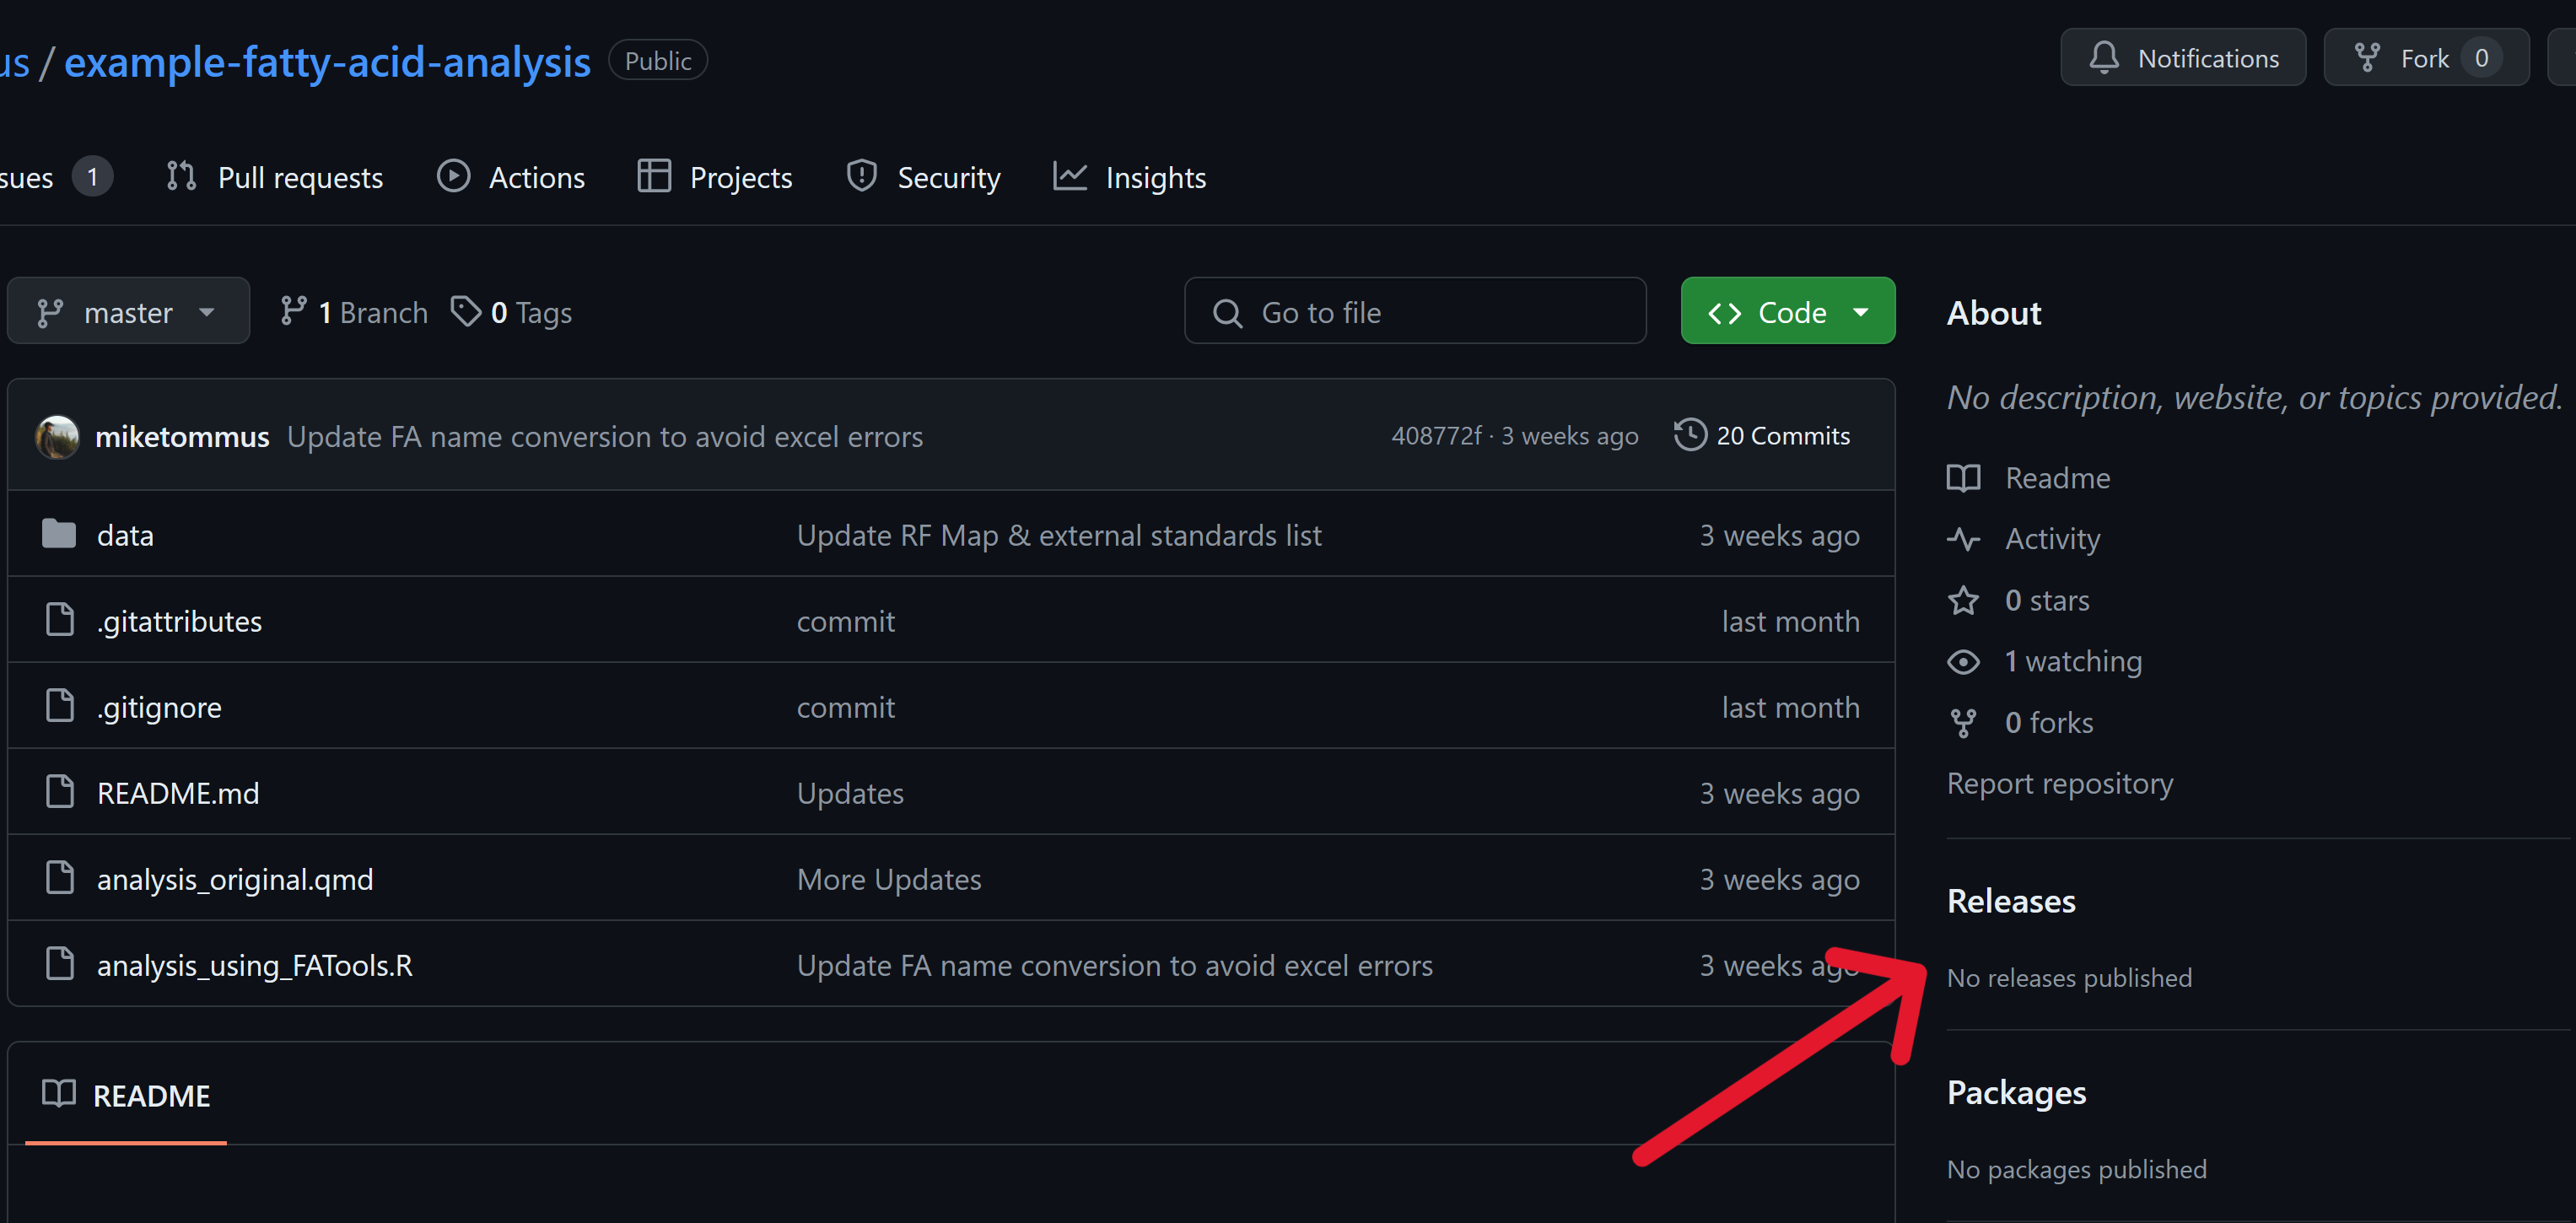 us / example-fatty-acid-analysis Public
Notifications
Fork 0
sues 1
Pull requests
Actions
Projects
Security
Insights
master
1 Branch
0 Tags
Go to file
Code
miketommus Update FA name conversion to avoid excel errors 408772f · 3 weeks ago 20 Commits
data Update RF Map & external standards list 3 weeks ago
.gitattributes commit last month
.gitignore commit last month
README.md Updates 3 weeks ago
analysis_original.qmd More Updates 3 weeks ago
analysis_using_FATools.R Update FA name conversion to avoid excel errors 3 weeks ago
README
About
No description, website, or topics provided.
Readme
Activity
0 stars
1 watching
0 forks
Report repository
Releases
No releases published
Packages
No packages published